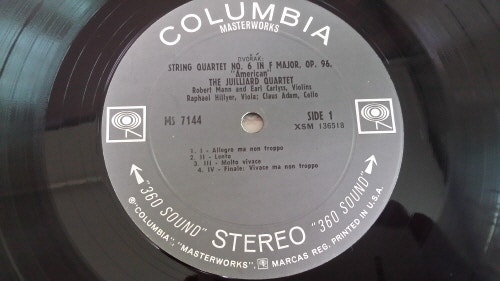 COLUMBIA
MASTERWORKS
DVOŘÁK:
STRING QUARTET NO. 6 IN F MAJOR, OP. 96,
"American"
THE JUILLIARD QUARTET
Robert Mann and Earl Carlyss, Violins
Raphael Hillyer, Viola; Claus Adam, Cello
MS 7144
SIDE 1
XSM 136513
1. I - Allegro ma non troppo
2. II - Lento
3. III - Molto vivace
4. IV - Finale: Vivace ma non troppo
"360 SOUND" STEREO "360 SOUND"
℗"COLUMBIA", "MASTERWORKS", MARCAS REG. PRINTED IN U.S.A.